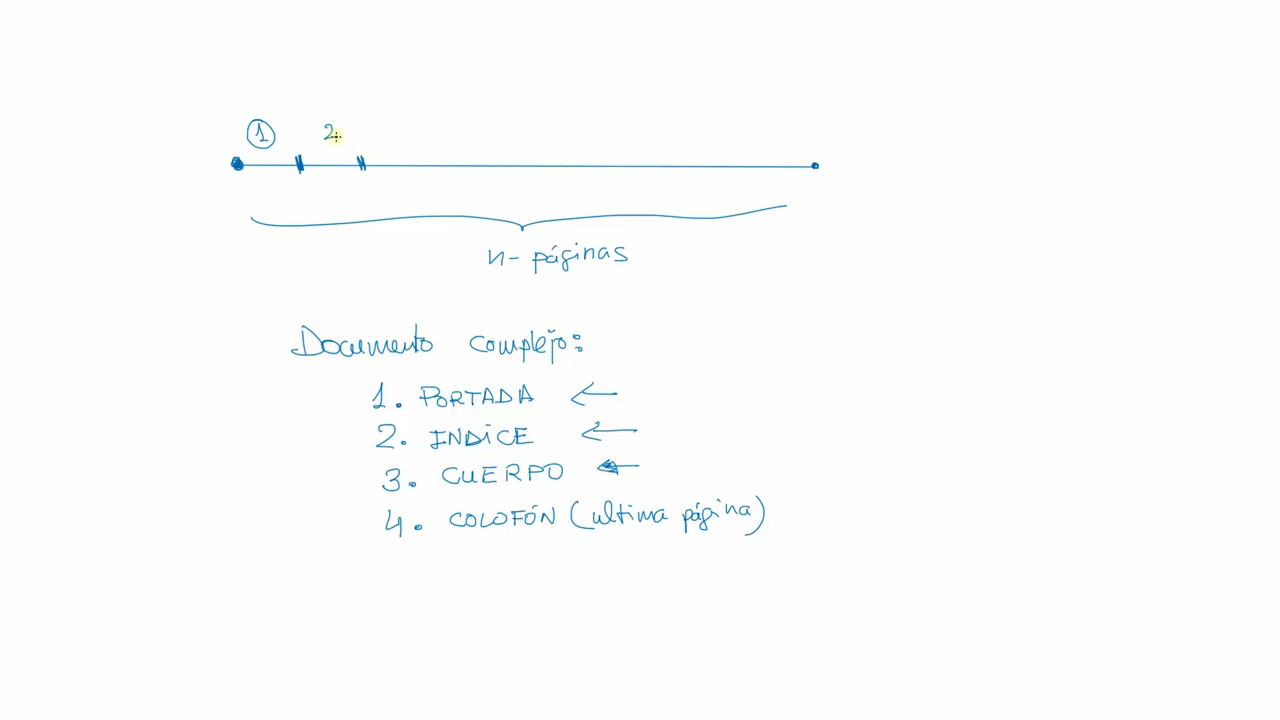 1 2
n- páginas
Documento complejo:
1. PORTADA
2. INDICE
3. CUERPO
4. COLOFÓN (ultima página)